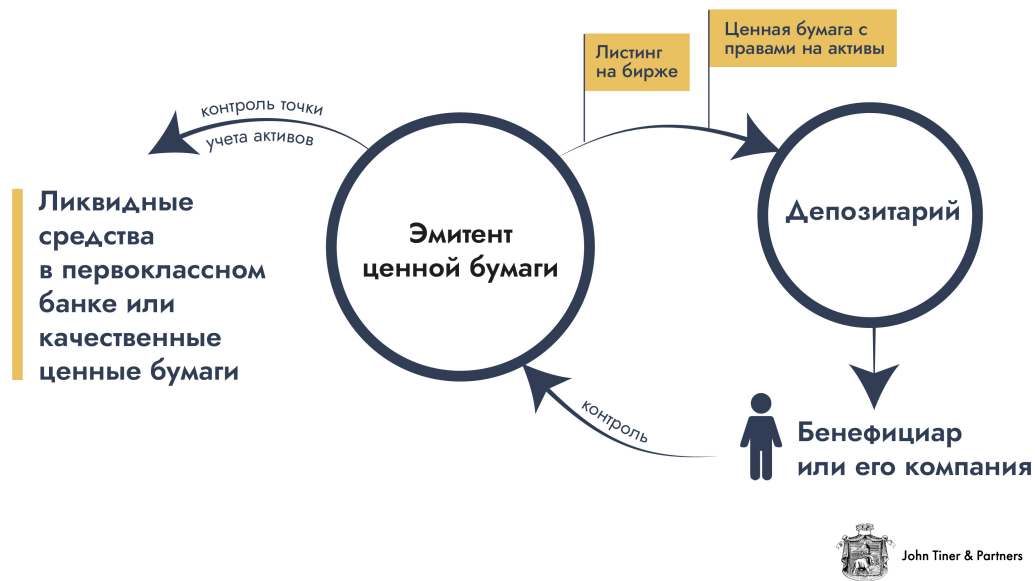 Ценная бумага с
правами на активы
Листинг
на бирже
контроль точки
учета активов
Ликвидные
средства
в первоклассном
банке или
качественные
ценные бумаги
Эмитент
ценной бумаги
Депозитарий
контроль
Бенефициар
или его компания
John Tiner & Partners